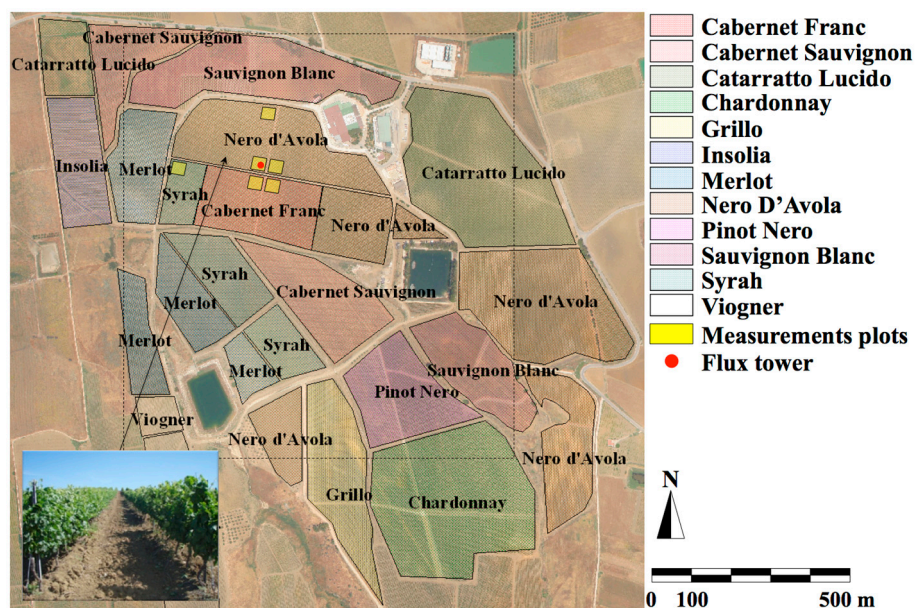 Cabernet Sauvignon
Catarratto Lucido
Sauvignon Blanc
Nero d'Avola
Insolia
Merlot
Syrah
Catarratto Lucido
Cabernet Franc
Nero d'Avola
Syrah
Cabernet Sauvignon
Merlot
Nero d'Avola
Merlot
Syrah
Merlot
Sauvignon Blanc
Pinot Nero
Viogner
Nero d'Avola
Nero d'Avola
Grillo
Chardonnay
Cabernet Franc
Cabernet Sauvignon
Catarratto Lucido
Chardonnay
Grillo
Insolia
Merlot
Nero D’Avola
Pinot Nero
Sauvignon Blanc
Syrah
Viogner
Measurements plots
Flux tower
N
0 100 500 m